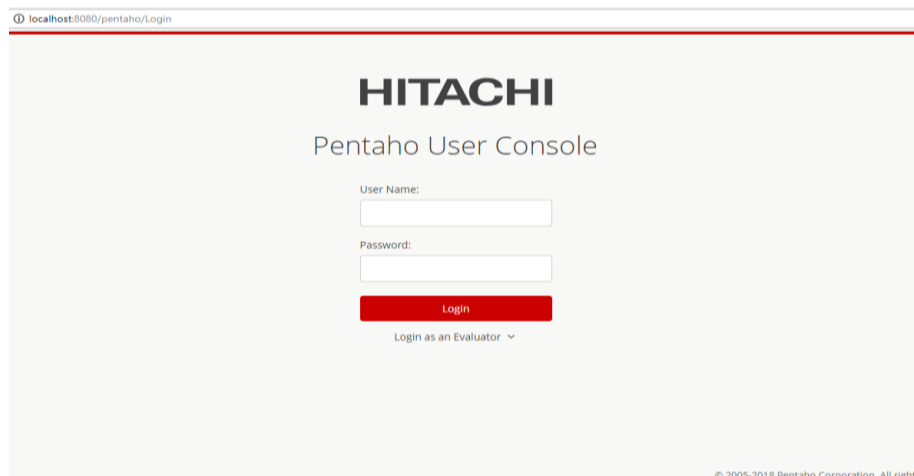 localhost:8080/pentaho/Login
HITACHI
Pentaho User Console
User Name:
Password:
Login
Login as an Evaluator
© 2005-2018 Pentaho Corporation. All right